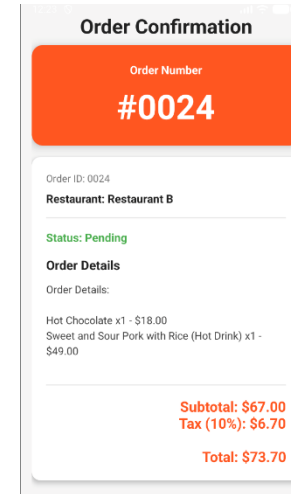 Order Confirmation
Order Number
#0024
Order ID: 0024
Restaurant: Restaurant B
Status: Pending
Order Details
Order Details:
Hot Chocolate x1 - $18.00
Sweet and Sour Pork with Rice (Hot Drink) x1 -
$49.00
Subtotal: $67.00
Tax (10%): $6.70
Total: $73.70